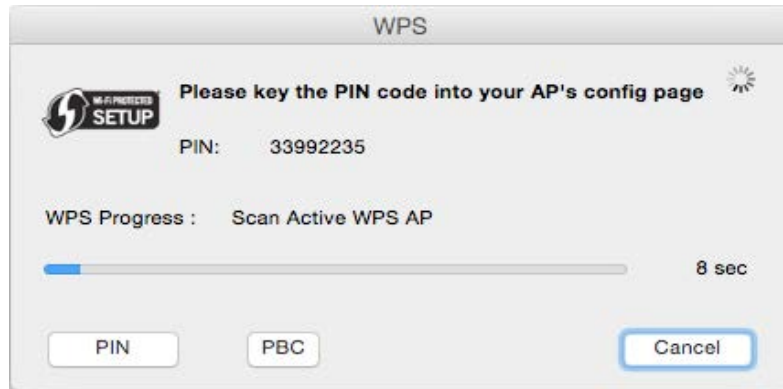 WPS
Please key the PIN code into your AP's config page
WI-FI PROTECTED
SETUP
PIN: 33992235
WPS Progress : Scan Active WPS AP
8 sec
PIN PBC Cancel